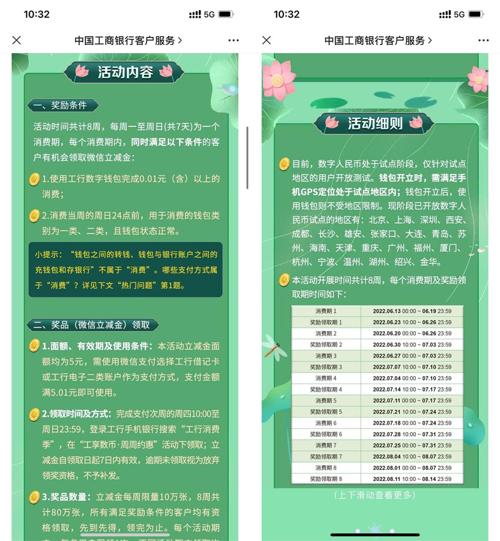 10:32
5G
中国工商银行客户服务
活动内容
一、奖励条件
活动时间共计8周，每周一至周日(共7天)为一个
消费期，每个消费期内，同时满足以下条件的客
户有机会领取微信立减金：
1.使用工行数字钱包完成0.01元（含）以上的
消费；
2.消费当周的周日24点前，用于消费的钱包类
别为一类、二类，且钱包状态正常。
小提示：“钱包之间的转钱、钱包与银行账户之间的
充钱包和存银行”不属于“消费”。哪些支付方式属
于“消费”？详见下文“热门问题”第1题。
二、奖品（微信立减金）领取
1.面额、有效期及使用条件：本活动立减金面
额均为5元，需使用微信支付选择工行借记卡
或工行电子二类账户作为支付方式，支付金额
满5.01元即可使用。
2.领取时间及方式：完成支付次周的周四10:00至
周日23:59，登录工行手机银行搜索“工行消费
季”，在“工享数币·周周约惠”活动下领取；立
减金自领取日起7日内有效，逾期未领取视为放弃
领奖资格，不予补发。
3.奖品数量：立减金每周限量10万张，8周共
计80万张，所有满足奖励条件的客户均有资
格领取，先到先得，领完为止。每个活动期
10:32
5G
中国工商银行客户服务
活动细则
目前，数字人民币处于试点阶段，仅针对试点
地区的用户开放测试。钱包开立时，需满足手
机GPS定位处于试点地区内；钱包开立后，使
用钱包则不受地区限制。现阶段已开放数字人
民币试点的地区有：北京、上海、深圳、西安、
成都、长沙、雄安、张家口、大连、青岛、苏
州、海南、天津、重庆、广州、福州、厦门、
杭州、宁波、温州、湖州、绍兴、金华。
本活动开展时间共计8周，每个消费期及奖励领
取期时间如下：
消费期 1 2022.06.13 00:00 ~ 06.19 23:59
奖励领取期 1 2022.06.23 10:00 ~ 06.26 23:59
消费期 2 2022.06.20 00:00 ~ 06.26 23:59
奖励领取期 2 2022.06.30 10:00 ~ 07.03 23:59
消费期 3 2022.06.27 00:00 ~ 07.03 23:59
奖励领取期 3 2022.07.07 10:00 ~ 07.10 23:59
消费期 4 2022.07.04 00:00 ~ 07.10 23:59
奖励领取期 4 2022.07.14 10:00 ~ 07.17 23:59
消费期 5 2022.07.11 00:00 ~ 07.17 23:59
奖励领取期 5 2022.07.21 10:00 ~ 07.24 23:59
消费期 6 2022.07.18 00:00 ~ 07.24 23:59
奖励领取期 6 2022.07.28 10:00 ~ 07.31 23:59
消费期 7 2022.07.25 00:00 ~ 07.31 23:59
奖励领取期 7 2022.08.04 10:00 ~ 08.07 23:59
消费期 8 2022.08.01 00:00 ~ 08.07 23:59
奖励领取期 8 2022.08.11 10:00 ~ 08.14 23:59
(上下滑动查看更多)